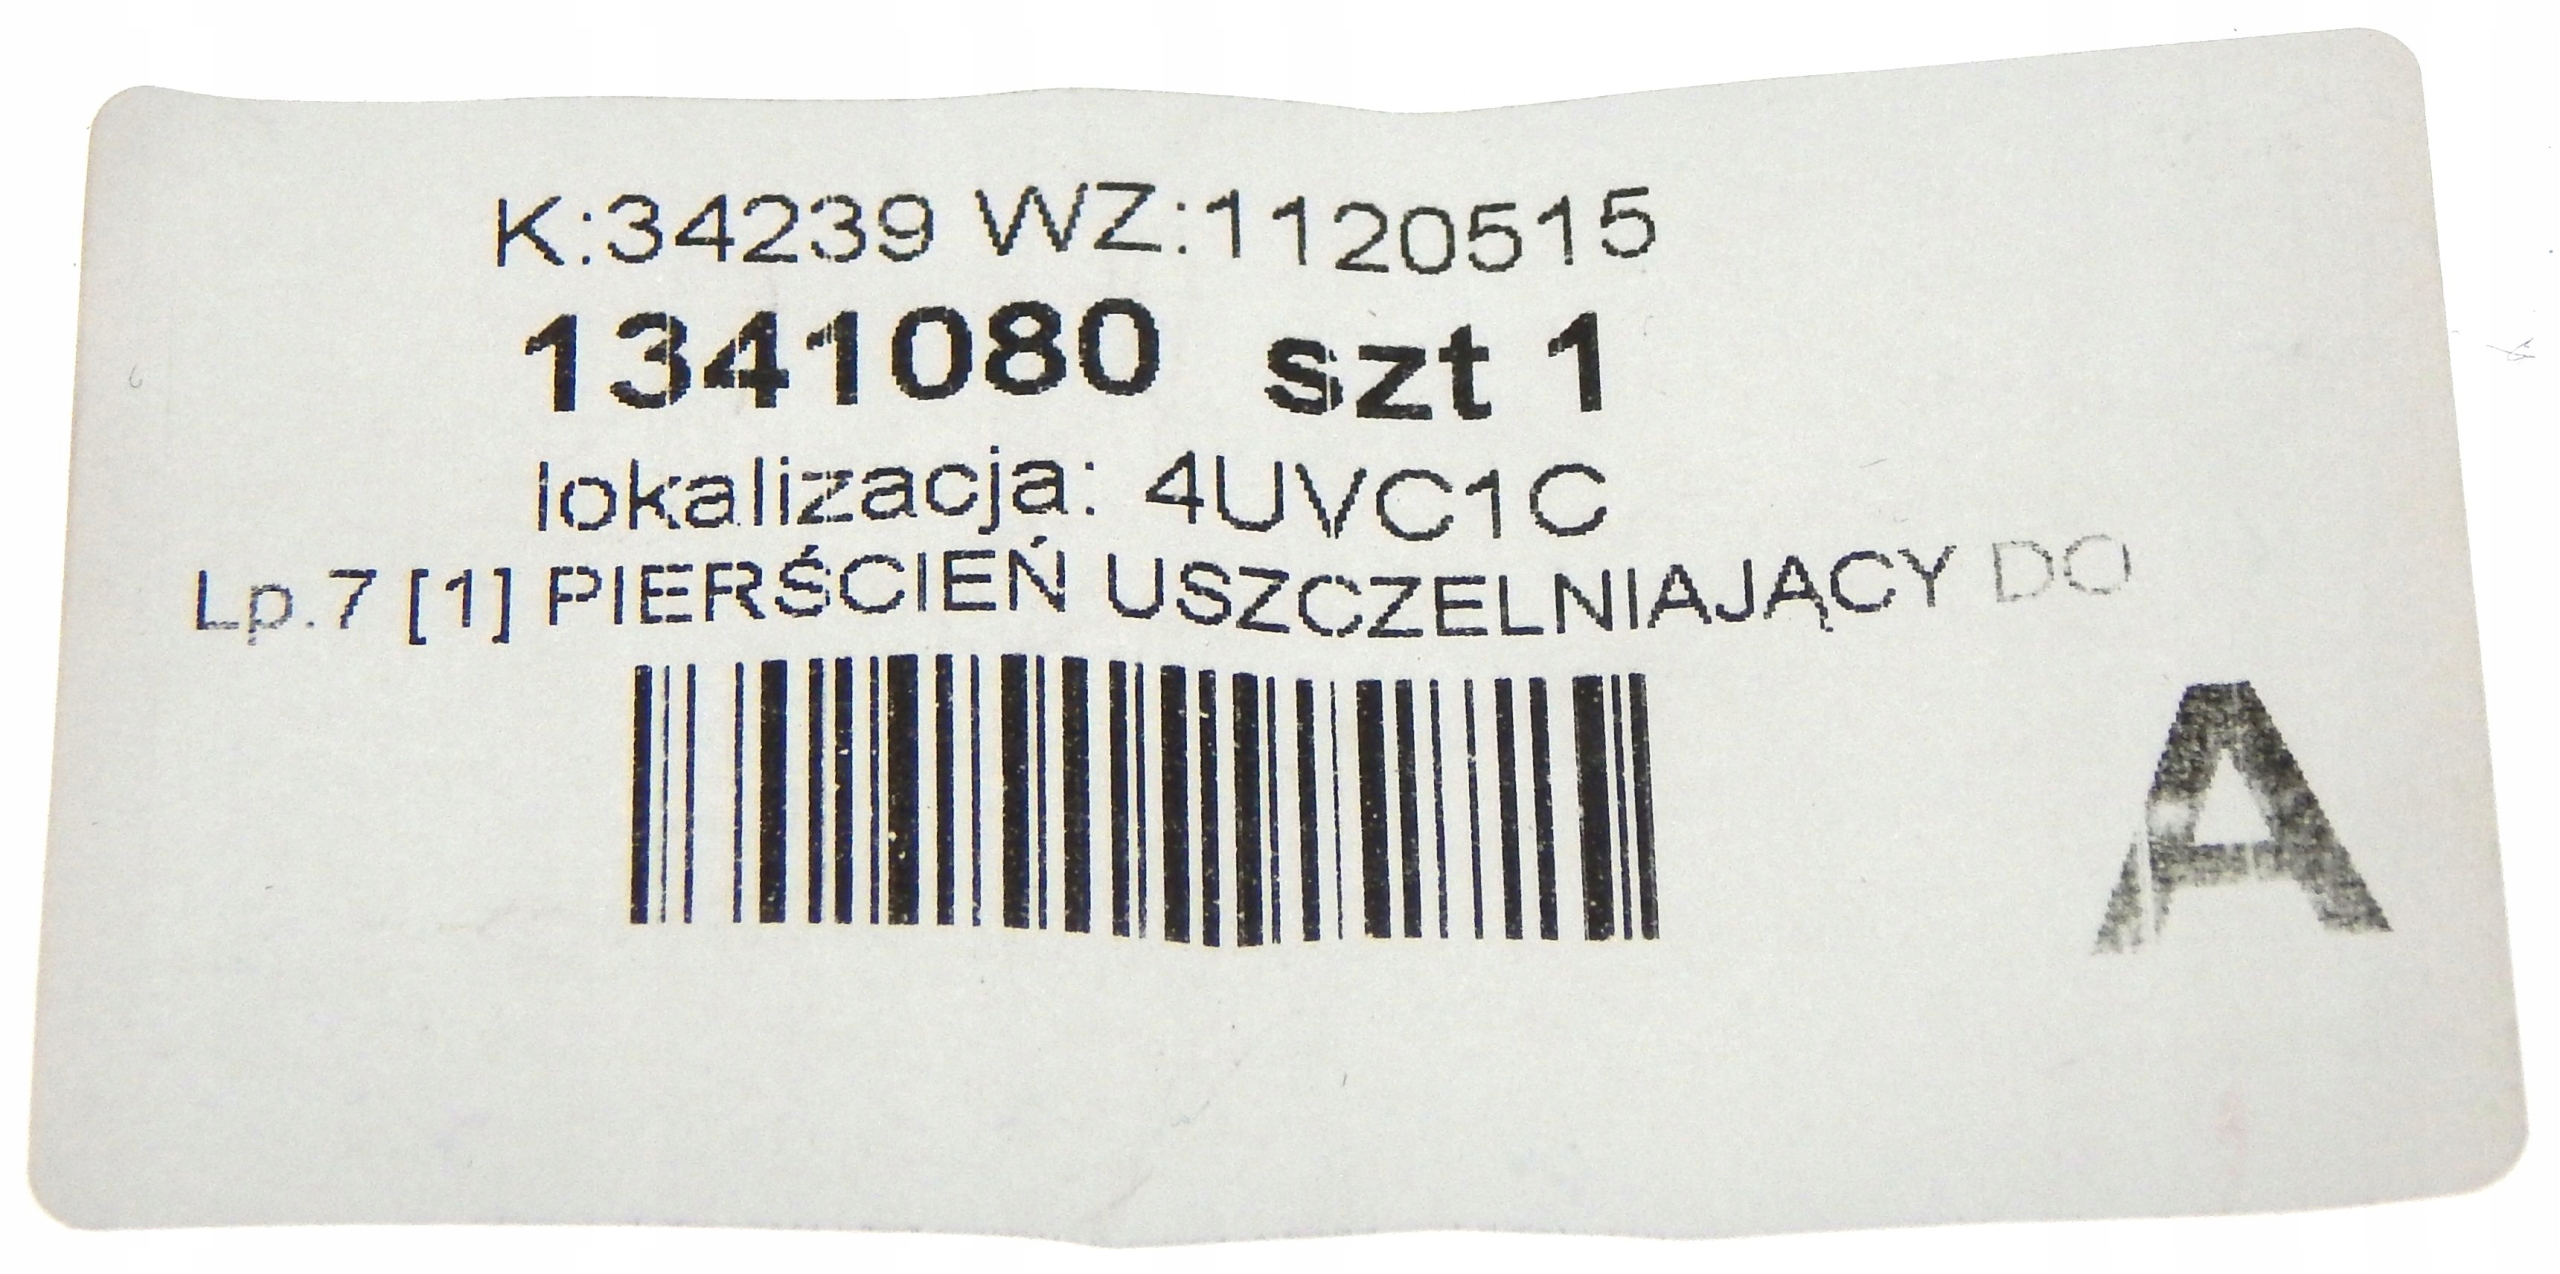 K:34239 WZ:1120515
1341080 szt 1
lokalizacja: 4UVC1C
Lp.7 [1] PIERŚCIEŃ USZCZELNIAJĄCY DO
A